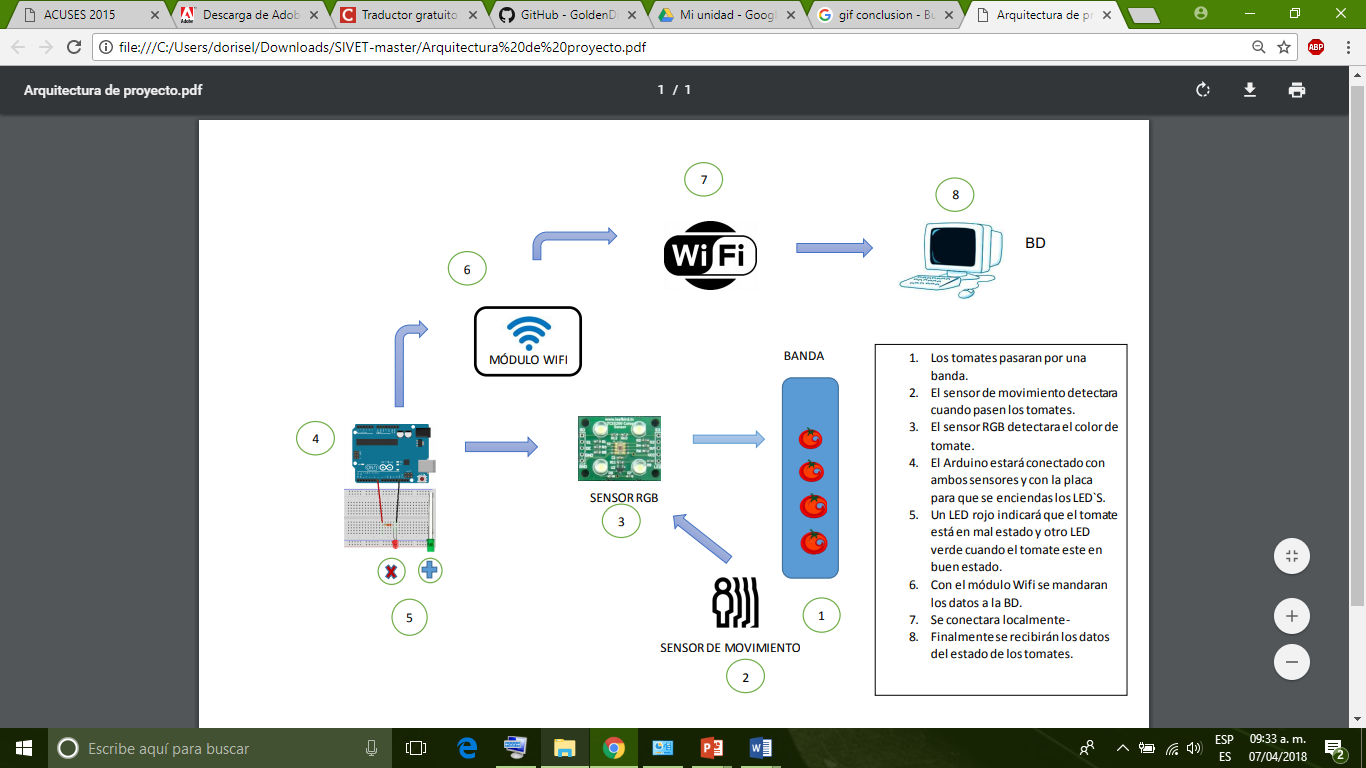 ACUSES 2015
Descarga de Adob
Traductor gratuito
GitHub - GoldenD
Mi unidad - Goog
gif conclusion - Bu
Arquitectura de pr
file:///C:/Users/dorisel/Downloads/SIVET-master/Arquitectura%20de%20proyecto.pdf
ABP
Arquitectura de proyecto.pdf
1 / 1
7
8
WiFi
BD
6
MÓDULO WIFI
BANDA
4
SENSOR RGB
3
5
SENSOR DE MOVIMIENTO
2
1
1. Los tomates pasaran por una
banda.
2. El sensor de movimiento detectara
cuando pasen los tomates.
3. El sensor RGB detectara el color de
tomate.
4. El Arduino estará conectado con
ambos sensores y con la placa
para que se enciendas los LED`S.
5. Un LED rojo indicará que el tomate
está en mal estado y otro LED
verde cuando el tomate este en
buen estado.
6. Con el módulo Wifi se mandaran
los datos a la BD.
7. Se conectara localmente-
8. Finalmente se recibirán los datos
del estado de los tomates.
Escribe aquí para buscar
ESP
ES
09:33 a. m.
07/04/2018
2